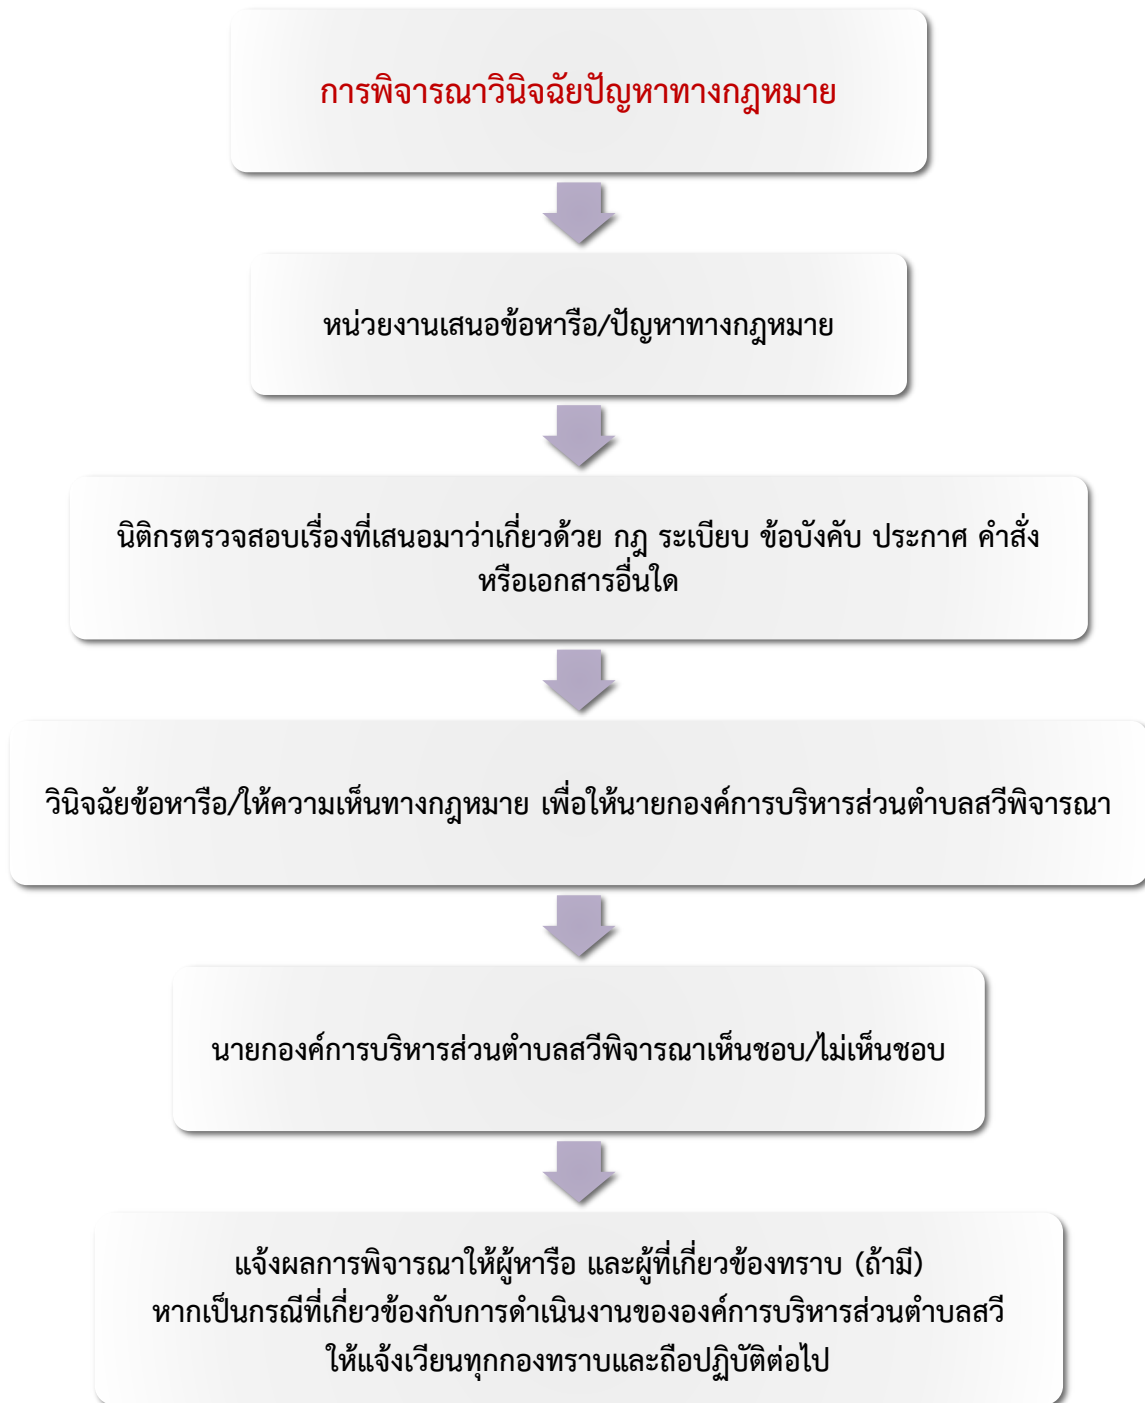 การพิจารณาวินิจฉัยปัญหาทางกฎหมาย
หน่วยงานเสนอข้อหารือ/ปัญหาทางกฎหมาย
นิติกรตรวจสอบเรื่องที่เสนอมาว่าเกี่ยวด้วย กฎ ระเบียบ ข้อบังคับ ประกาศ คำสั่ง
หรือเอกสารอื่นใด
วินิจฉัยข้อหารือ/ให้ความเห็นทางกฎหมาย เพื่อให้นายกองค์การบริหารส่วนตำบลสวีพิจารณา
นายกองค์การบริหารส่วนตำบลสวีพิจารณาเห็นชอบ/ไม่เห็นชอบ
แจ้งผลการพิจารณาให้ผู้หารือ และผู้ที่เกี่ยวข้องทราบ (ถ้ามี)
หากเป็นกรณีที่เกี่ยวข้องกับการดำเนินงานขององค์การบริหารส่วนตำบลสวี
ให้แจ้งเวียนทุกกองทราบและถือปฏิบัติต่อไป